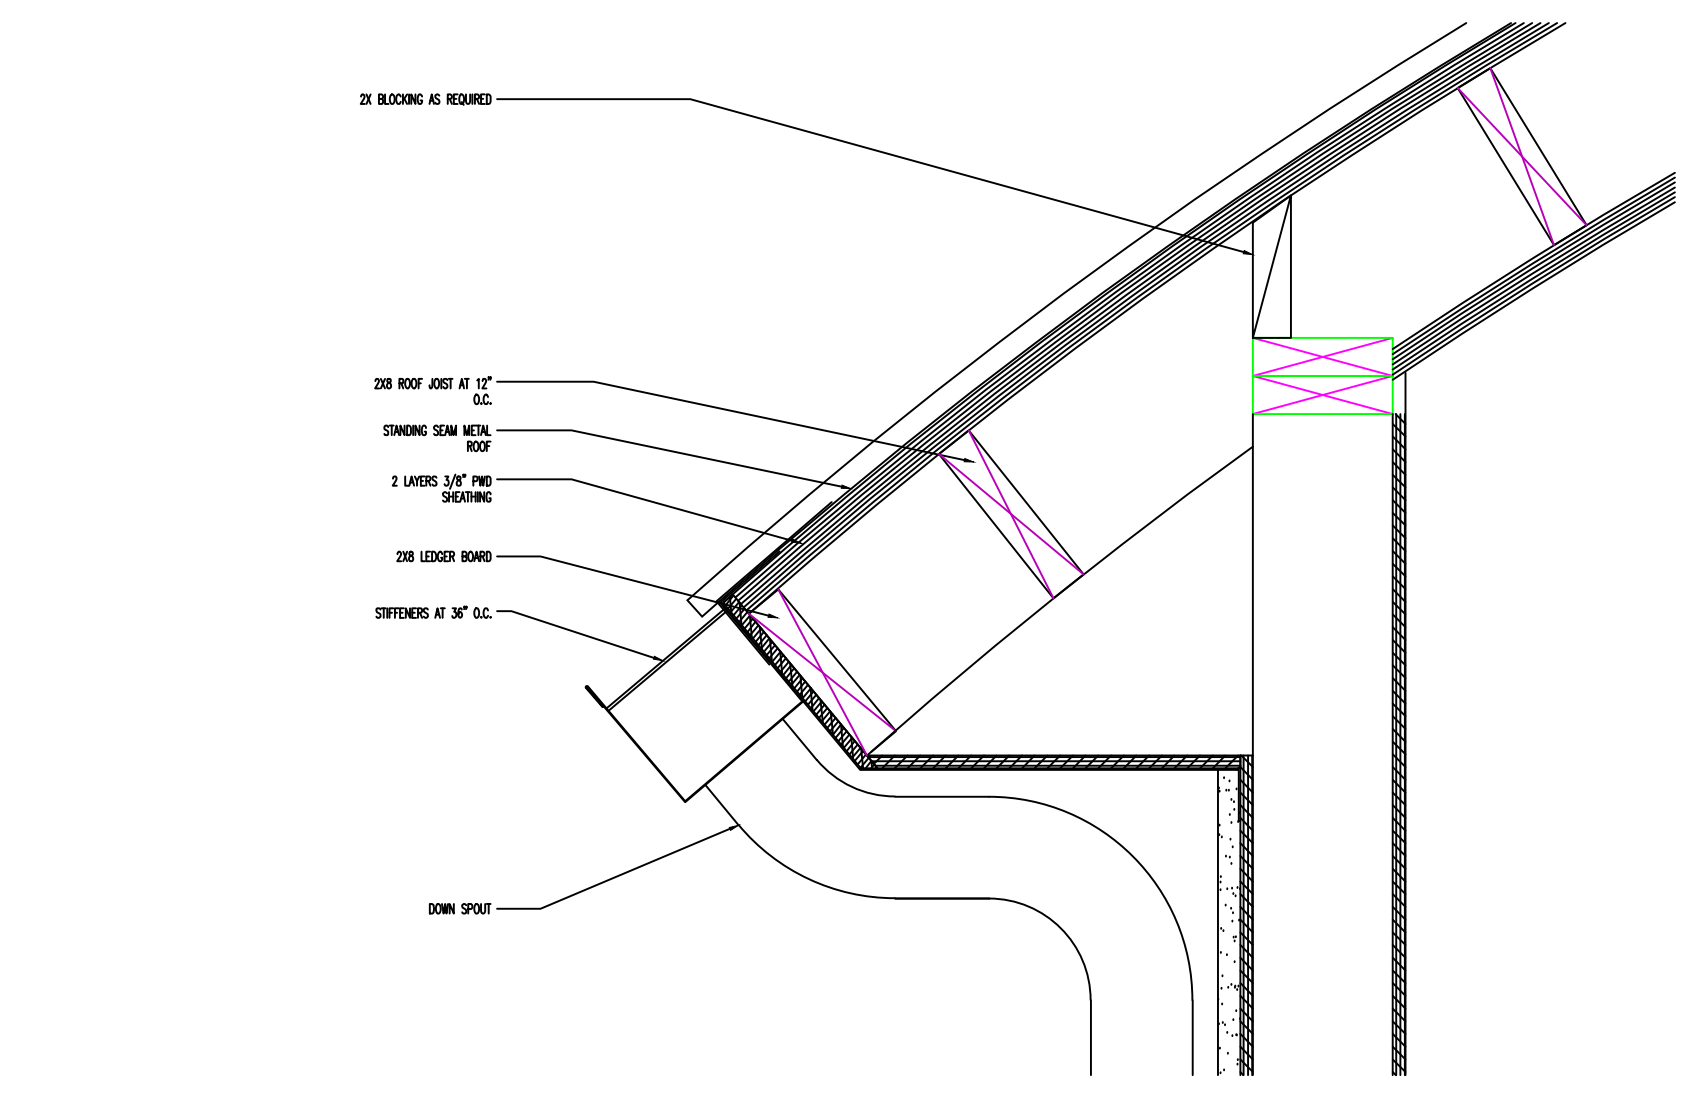 2X BLOCKING AS REQUIRED
2X8 ROOF JOIST AT 12"
O.C.
STANDING SEAM METAL
ROOF
2 LAYERS 3/8" PWD
SHEATHING
2X8 LEDGER BOARD
STIFFENERS AT 36" O.C.
DOWN SPOUT